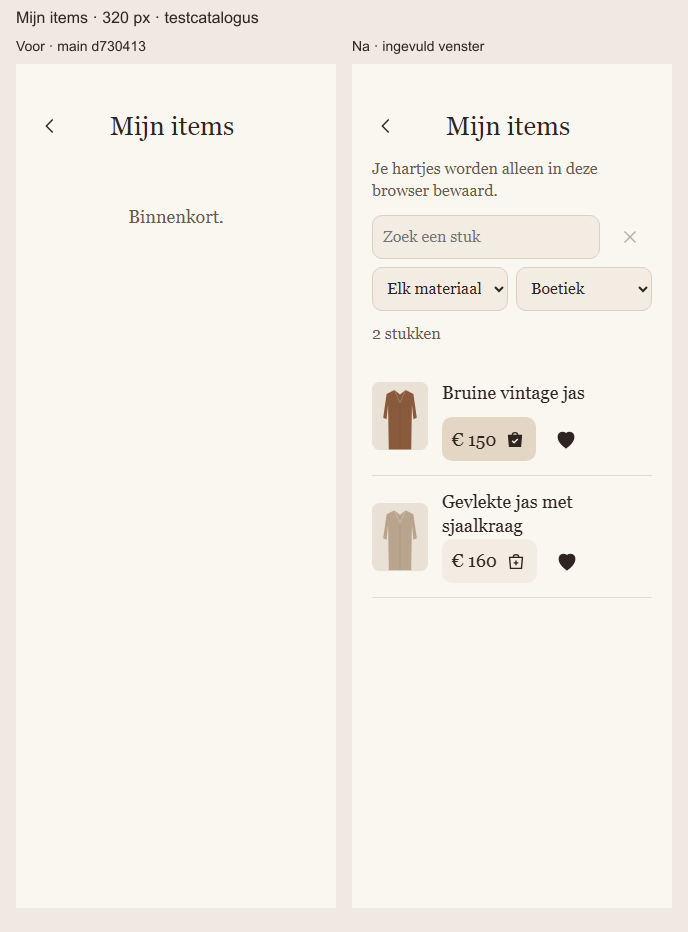 Mijn items · 320 px · testcatalogus
Voor · main d730413
Mijn items
Binnenkort.
Na · ingevuld venster
Mijn items
Je hartjes worden alleen in deze
browser bewaard.
Zoek een stuk
Elk materiaal
Boetiek
2 stukken
Bruine vintage jas
€ 150
Gevlekte jas met
sjaalkraag
€ 160